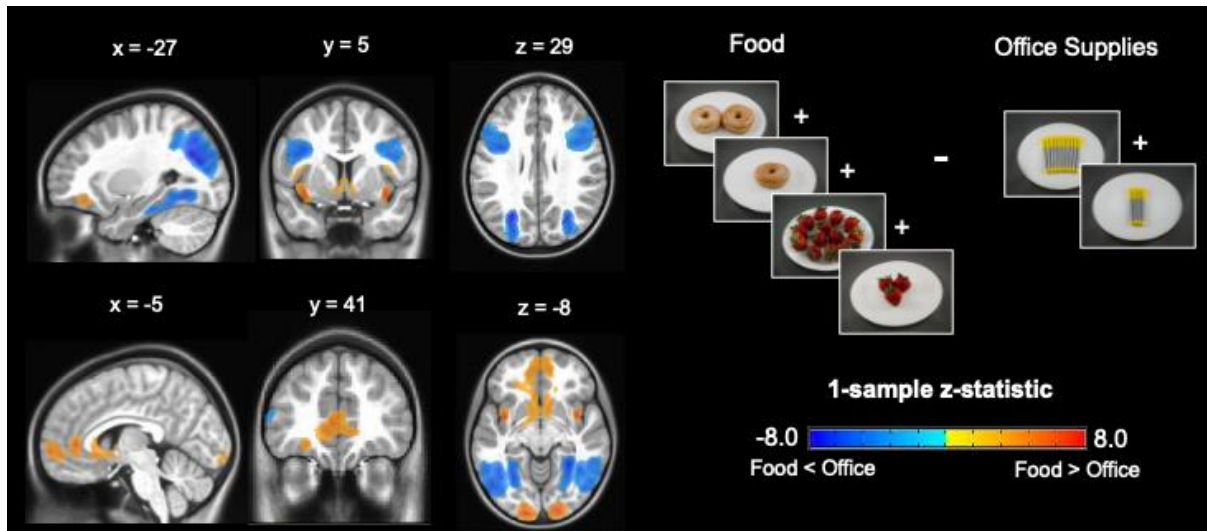 x = -27
y = 5
z = 29
x = -5
y = 41
z = -8
Food
Office Supplies
+
+
+
-
+
1-sample z-statistic
-8.0
8.0
Food < Office
Food > Office